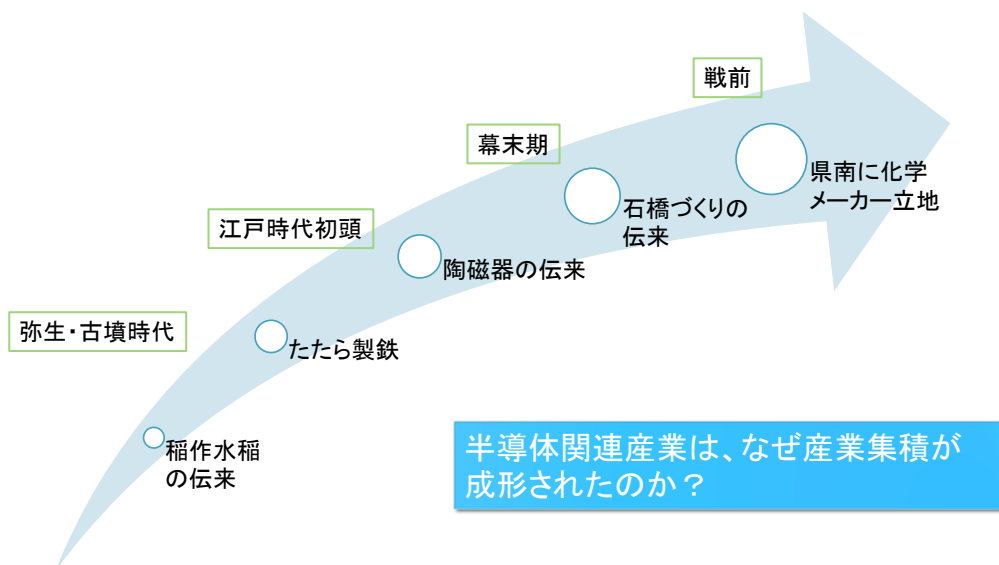 戦前
県南に化学
メーカー立地
幕末期
石橋づくりの
伝来
江戸時代初頭
陶磁器の伝来
弥生・古墳時代
たたら製鉄
稲作水稲
の伝来
半導体関連産業は、なぜ産業集積が
成形されたのか？